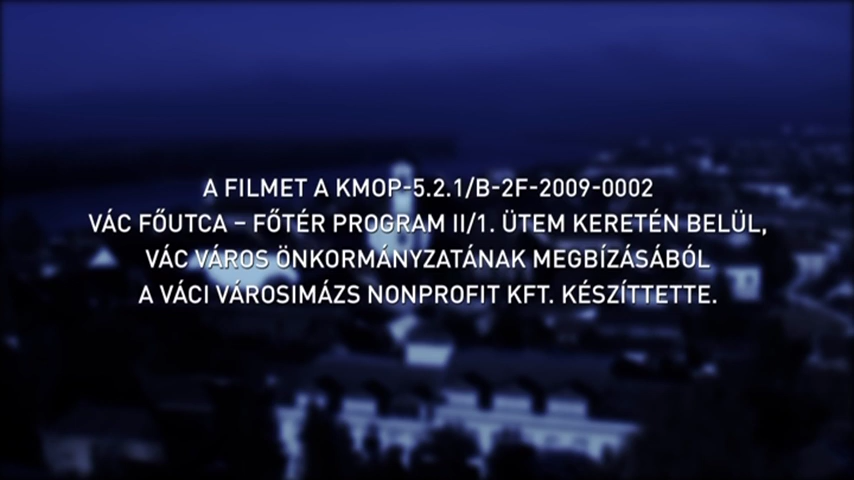 A FILMET A KMOP-5.2.1/B-2F-2009-0002
VÁC FŐUTCA – FŐTÉR PROGRAM II/1. ÜTEM KERETÉN BELÜL,
VÁC VÁROS ÖNKORMÁNYZATÁNAK MEGBÍZÁSÁBÓL
A VÁCI VÁROSIMÁZS NONPROFIT KFT. KÉSZÍTTETTE.